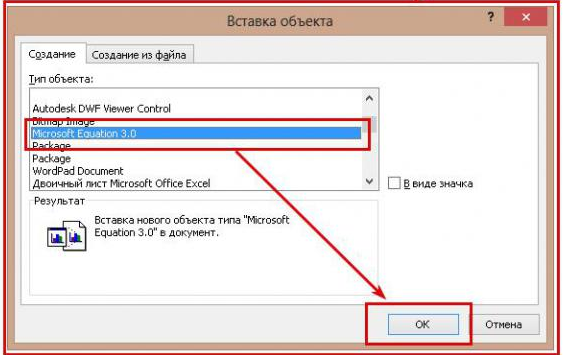 Вставка объекта
? ×
Создание Создание из файла
Тип объекта:
Autodesk DWF Viewer Control
Bitmap Image
Microsoft Equation 3.0
Package
Package
WordPad Document
Двоичный лист Microsoft Office Excel
В виде значка
Результат
Вставка нового объекта типа "Microsoft
Equation 3.0" в документ.
ОК Отмена